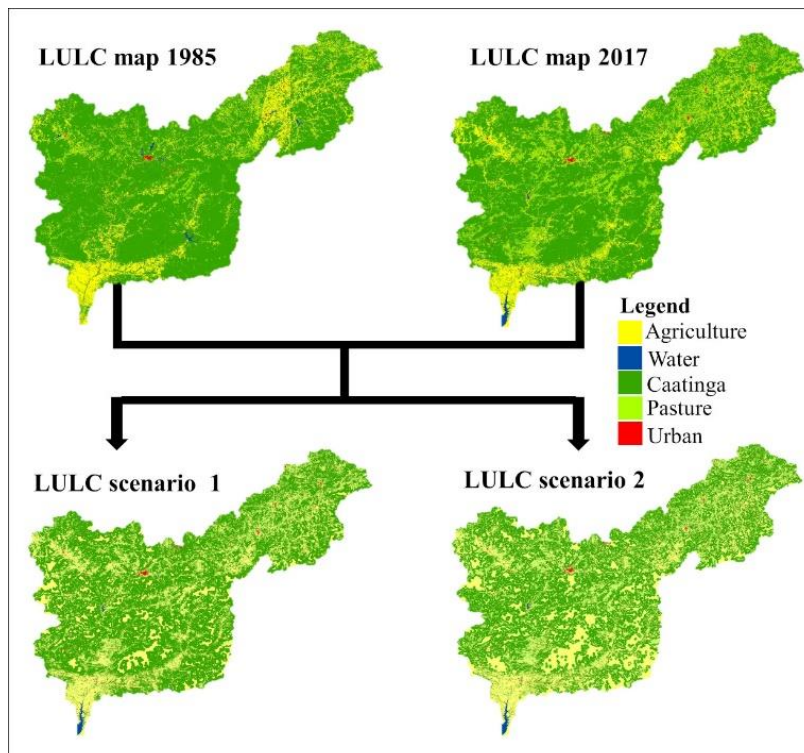 LULC map 1985
LULC map 2017
Legend
Agriculture
Water
Caatinga
Pasture
Urban
LULC scenario 1
LULC scenario 2